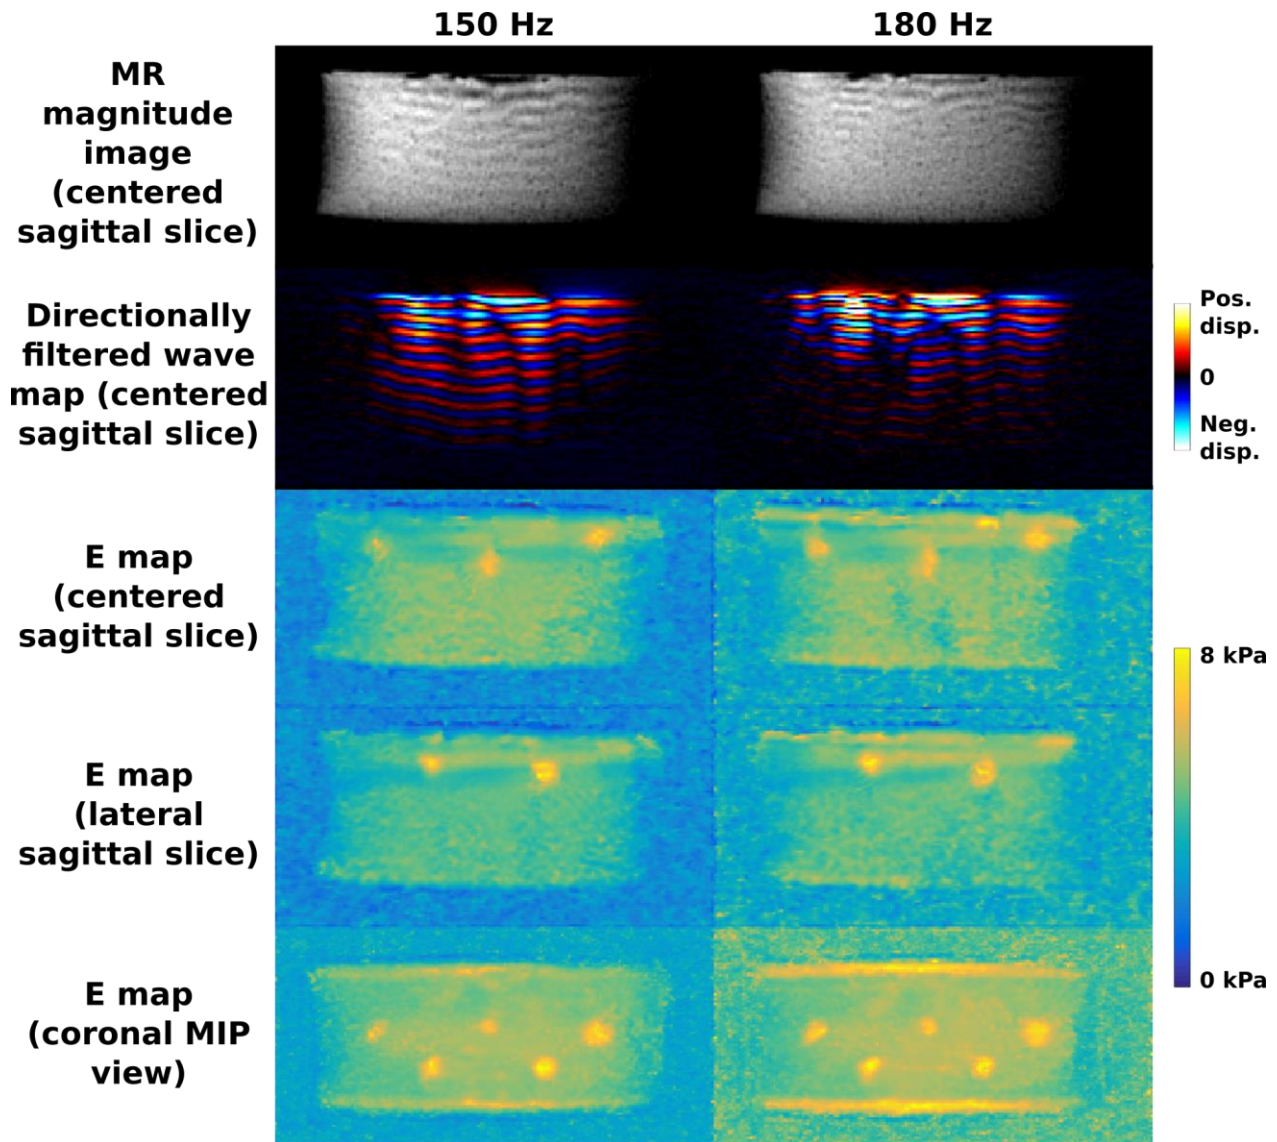 150 Hz
180 Hz
MR
magnitude
image
(centered
sagittal slice)
Directionally
filtered wave
map (centered
sagittal slice)
Pos.
disp.
0
Neg.
disp.
E map
(centered
sagittal slice)
8 kPa
E map
(lateral
sagittal slice)
0 kPa
E map
(coronal MIP
view)